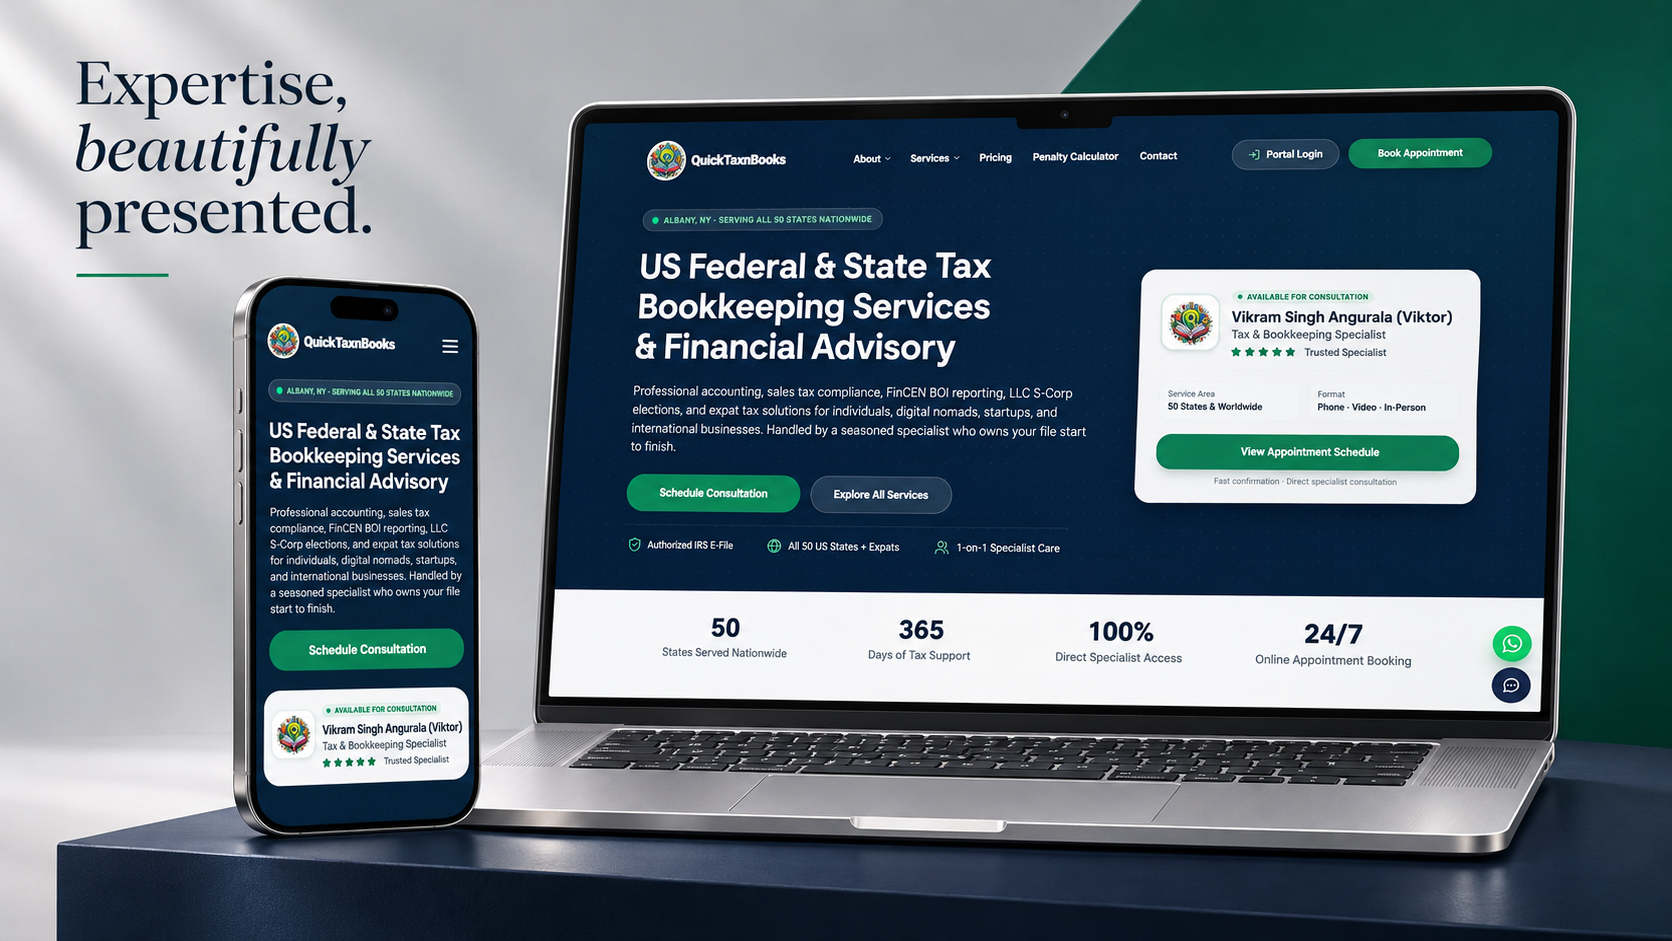 Expertise,
beautifully
presented.
QuickTaxnBooks
ALBANY, NY - SERVING ALL 50 STATES NATIONWIDE
US Federal & State Tax
Bookkeeping Services
& Financial Advisory
Professional accounting, sales tax
compliance, FinCEN BOI reporting, LLC
S-Corp elections, and expat tax solutions
for individuals, digital nomads, startups,
and international businesses. Handled by
a seasoned specialist who owns your file
start to finish.
Schedule Consultation
AVAILABLE FOR CONSULTATION
Vikram Singh Angurala (Viktor)
Tax & Bookkeeping Specialist
Trusted Specialist
QuickTaxnBooks
About
Services
Pricing
Penalty Calculator
Contact
Portal Login
Book Appointment
ALBANY, NY - SERVING ALL 50 STATES NATIONWIDE
US Federal & State Tax
Bookkeeping Services
& Financial Advisory
Professional accounting, sales tax compliance, FinCEN BOI reporting, LLC S-Corp
elections, and expat tax solutions for individuals, digital nomads, startups, and
international businesses. Handled by a seasoned specialist who owns your file start
to finish.
Schedule Consultation
Explore All Services
Authorized IRS E-File
All 50 US States + Expats
1-on-1 Specialist Care
AVAILABLE FOR CONSULTATION
Vikram Singh Angurala (Viktor)
Tax & Bookkeeping Specialist
Trusted Specialist
Service Area
50 States & Worldwide
Format
Phone · Video · In-Person
View Appointment Schedule
Fast confirmation · Direct specialist consultation
50
States Served Nationwide
365
Days of Tax Support
100%
Direct Specialist Access
24/7
Online Appointment Booking